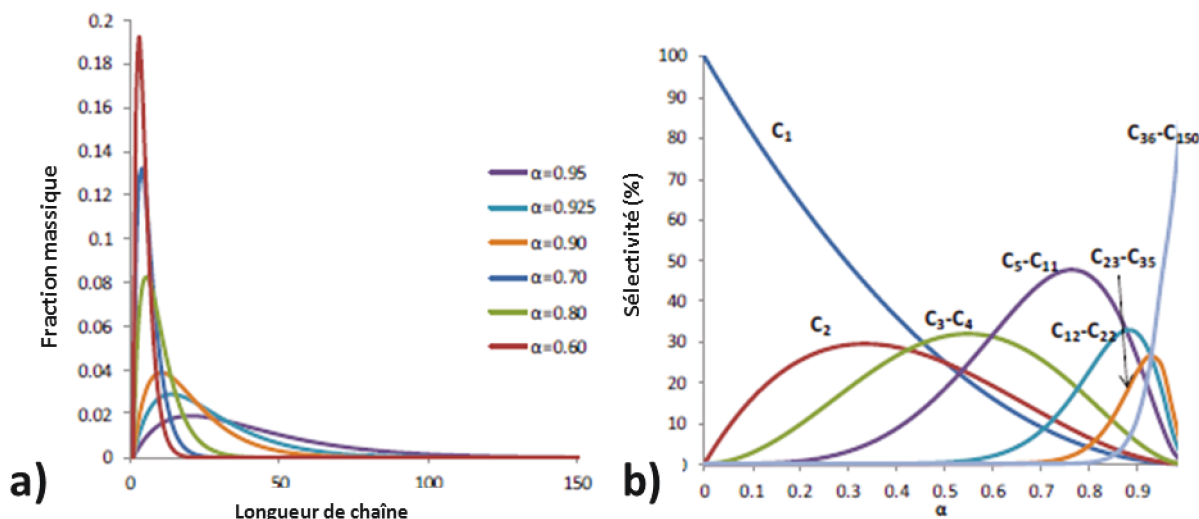 0.2
0.18
0.16
0.14
0.12
0.1
0.08
0.06
0.04
0.02
0
Fraction massique
α=0.95
α=0.925
α=0.90
α=0.70
α=0.80
α=0.60
0 50 100 150
Longueur de chaîne
a)
100
90
80
70
60
50
40
30
20
10
Sélectivité (%)
C₁
C₂
C₃-C₄
C₅-C₁₁
C₁₂-C₂₂
C₂₃-C₃₅
C₃₆-C₁₅₀
0 0.1 0.2 0.3 0.4 0.5 0.6 0.7 0.8 0.9
α
b)